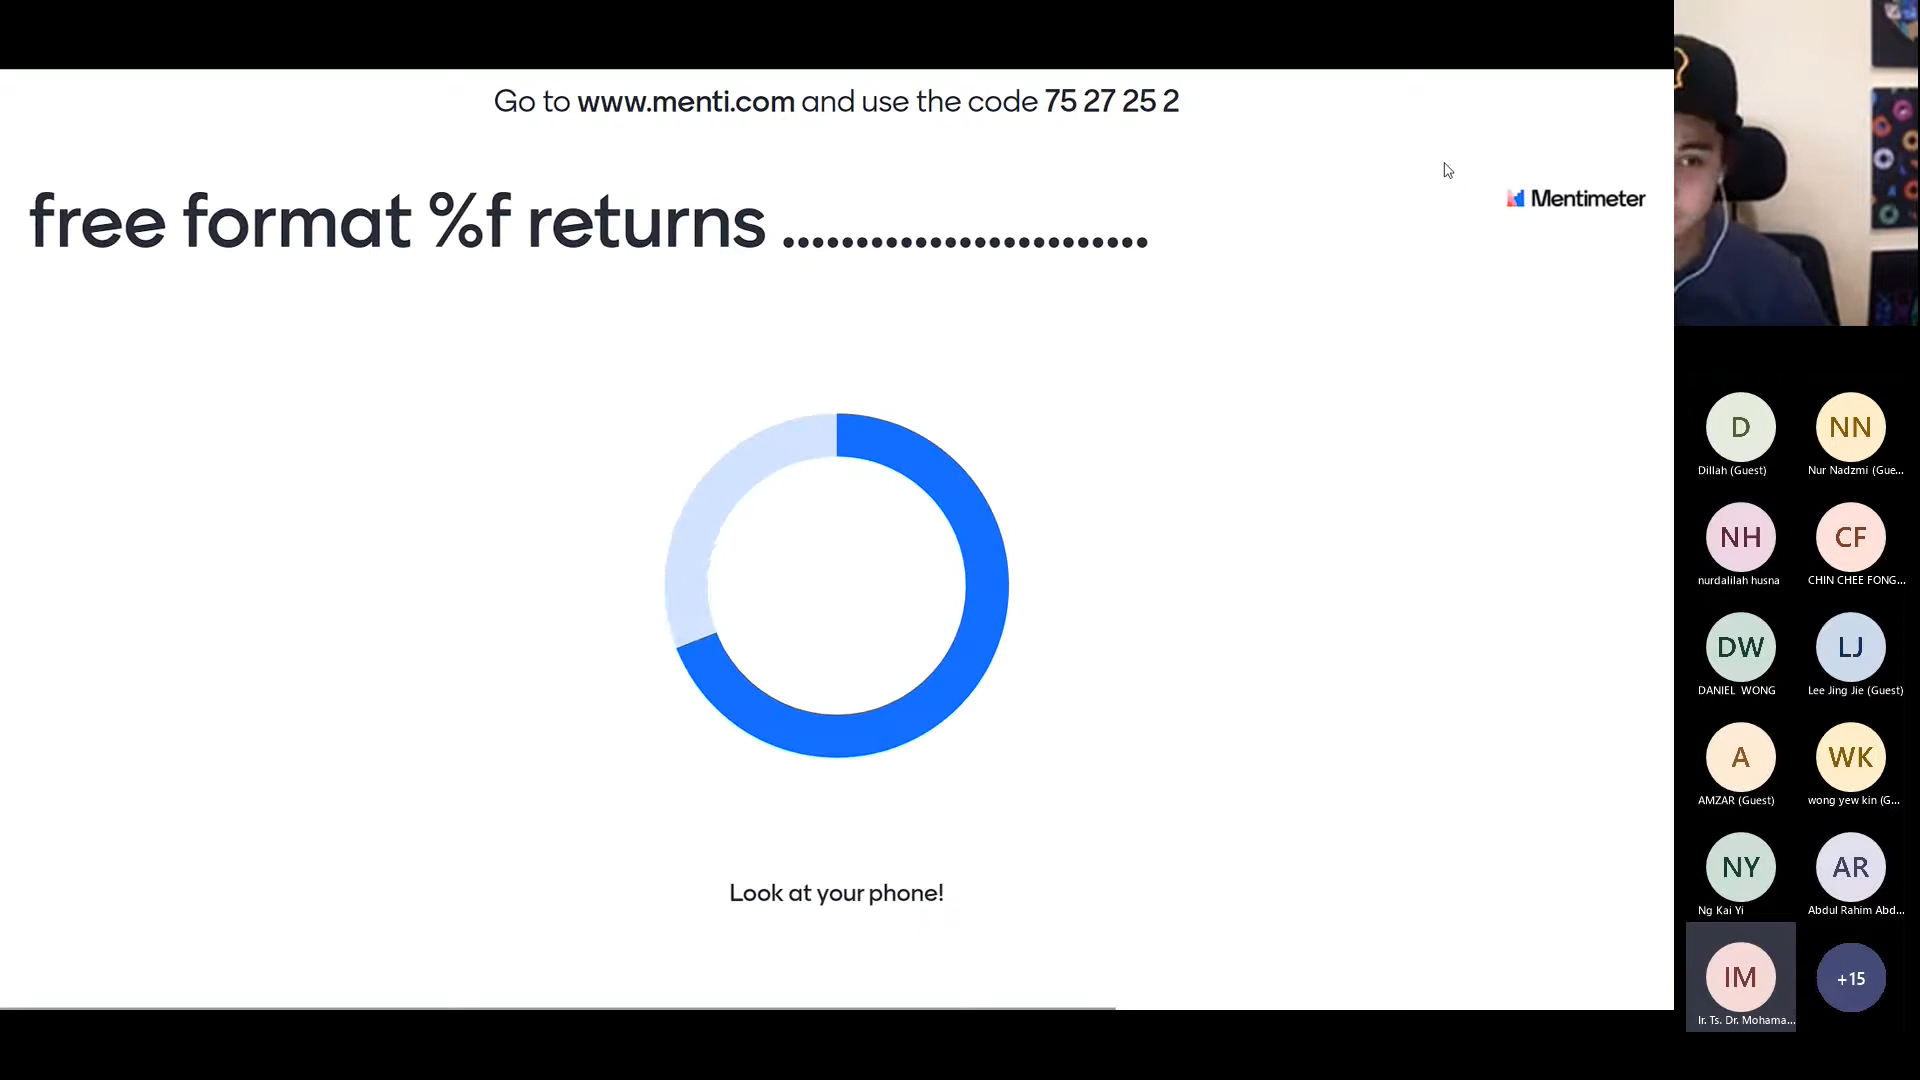 Go to www.menti.com and use the code 75 27 25 2
Mentimeter
free format %f returns .........................
Look at your phone!
D
Dillah (Guest)
NN
Nur Nadzmi (Gue...
NH
nurdalilah husna
CF
CHIN CHEE FONG...
DW
DANIEL WONG
LJ
Lee Jing Jie (Guest)
A
AMZAR (Guest)
WK
wong yew kin (G...
NY
Ng Kai Yi
AR
Abdul Rahim Abd...
IM
Ir. Ts. Dr. Mohama...
+15